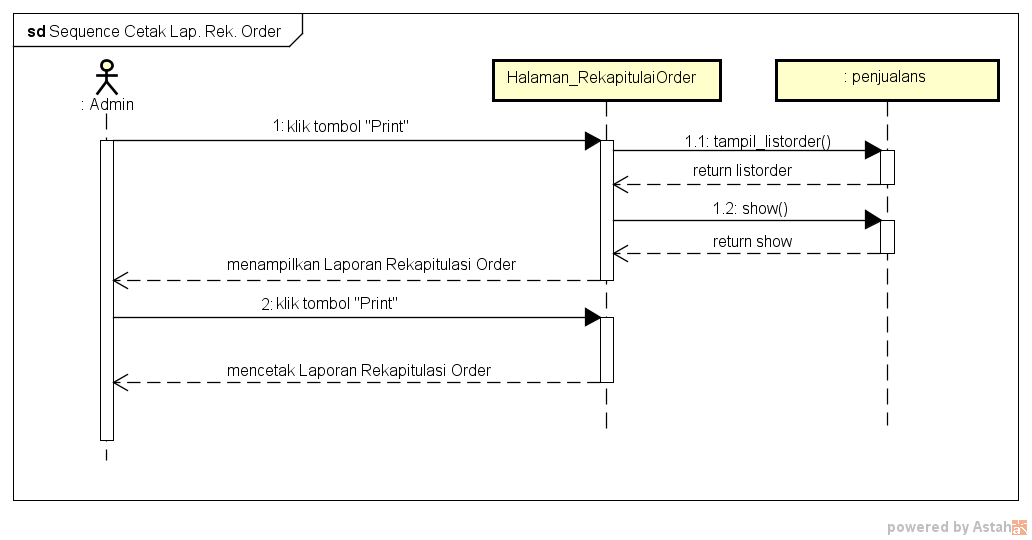 sd Sequence Cetak Lap. Rek. Order
: Admin
Halaman_RekapitulaiOrder
: penjualans
1: klik tombol "Print"
1.1: tampil_listorder()
return listorder
1.2: show()
return show
menampilkan Laporan Rekapitulasi Order
2: klik tombol "Print"
mencetak Laporan Rekapitulasi Order
powered by Astah